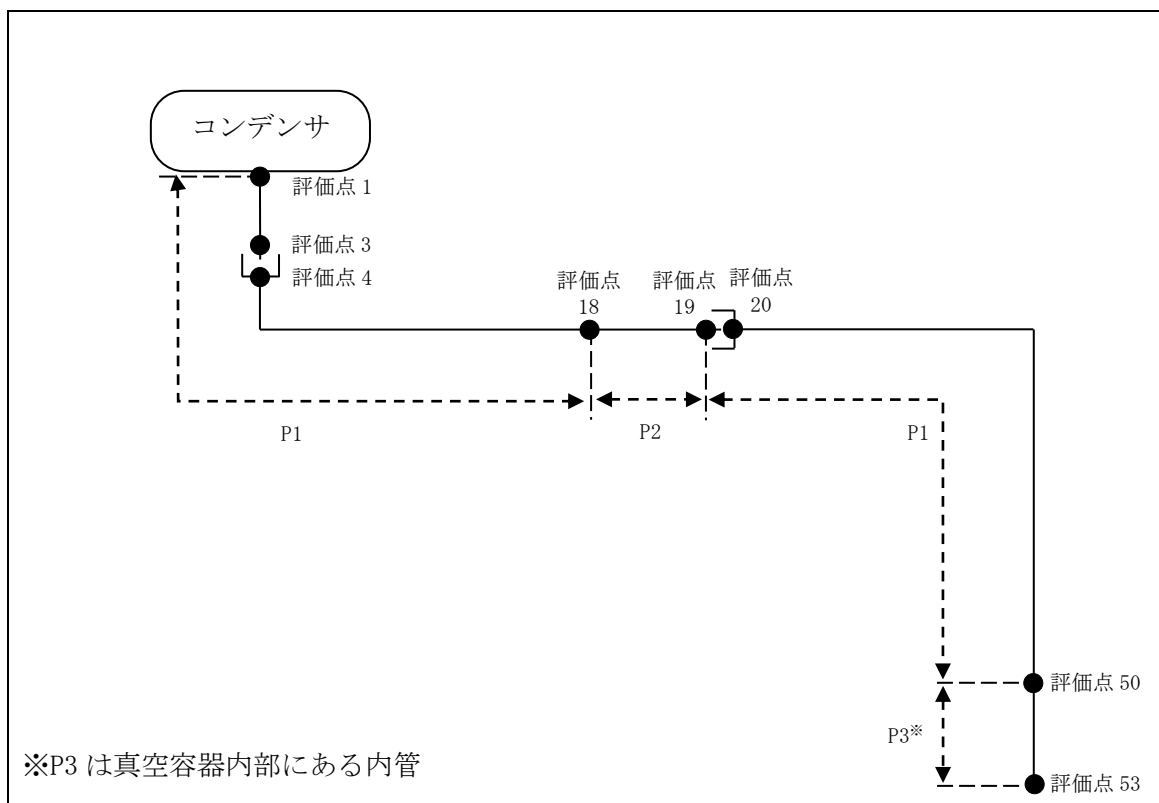 コンデンサ
評価点 1
評価点 3
評価点 4
評価点
18
評価点
19
評価点
20
P1
P2
P1
評価点 50
P3※
※P3 は真空容器内部にある内管
評価点 53